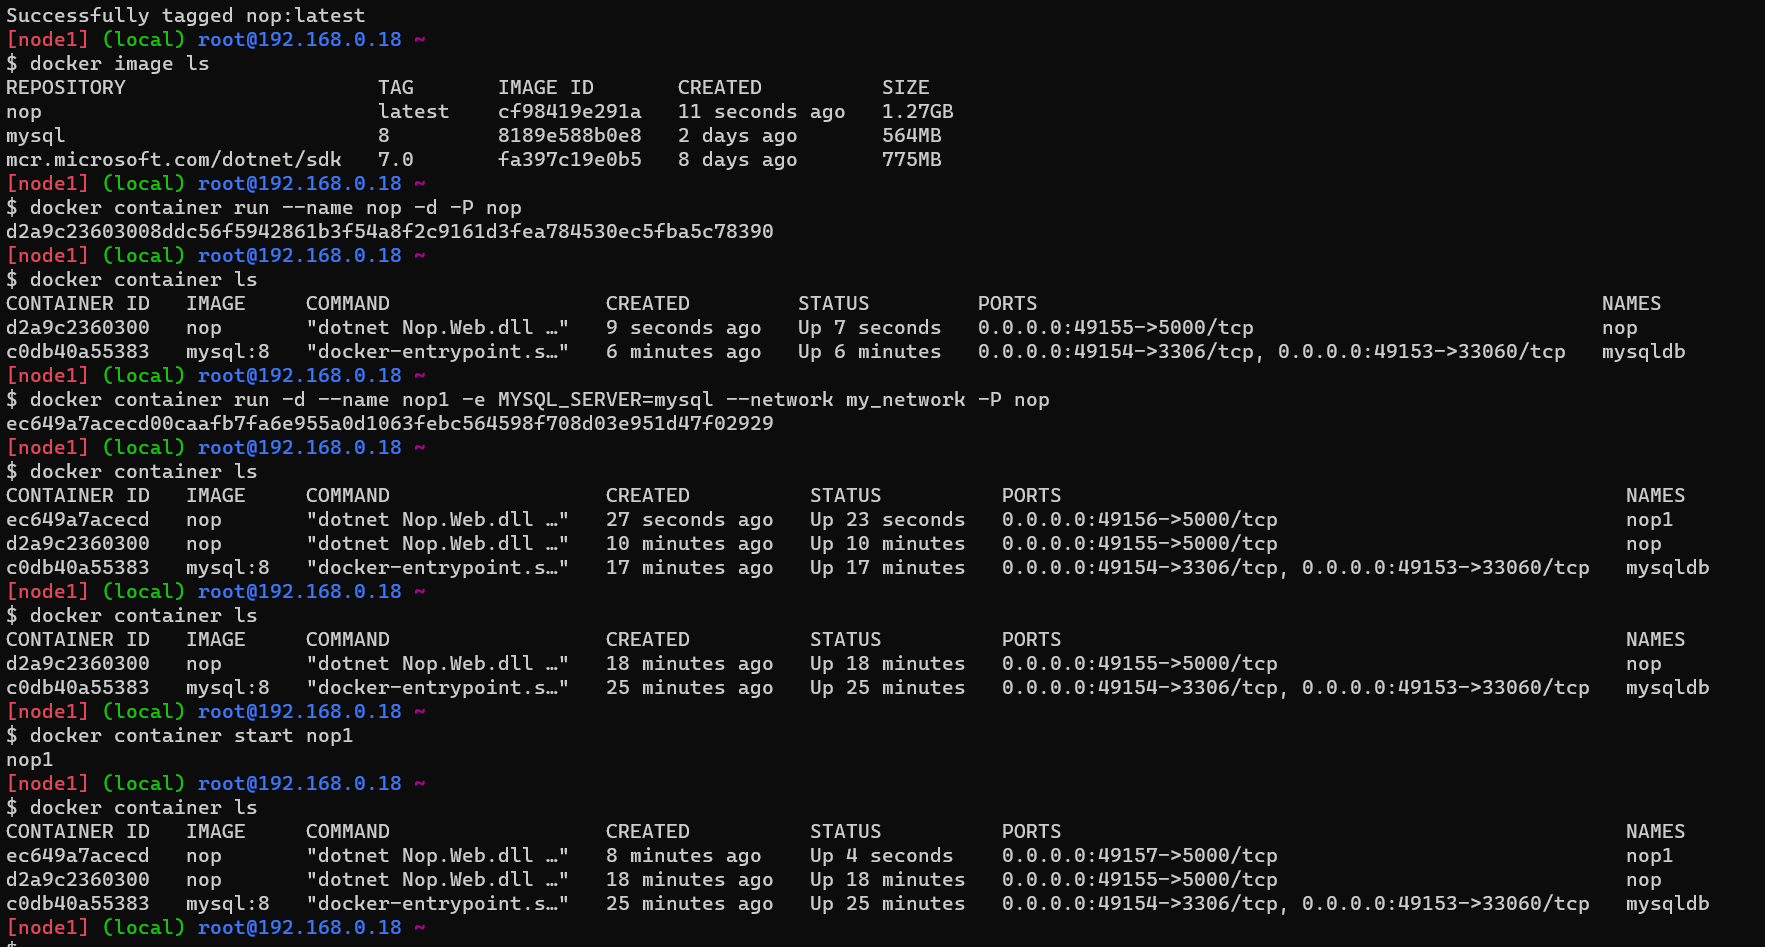 Successfully tagged nop:latest
[node1] (local) root@192.168.0.18 ~
$ docker image ls
REPOSITORY                     TAG       IMAGE ID       CREATED          SIZE
nop                            latest    cf98419e291a   11 seconds ago   1.27GB
mysql                          8         8189e588b0e8   2 days ago       564MB
mcr.microsoft.com/dotnet/sdk   7.0       fa397c19e0b5   8 days ago       775MB
[node1] (local) root@192.168.0.18 ~
$ docker container run --name nop -d -P nop
d2a9c23603008ddc56f5942861b3f54a8f2c9161d3fea784530ec5fba5c78390
[node1] (local) root@192.168.0.18 ~
$ docker container ls
CONTAINER ID   IMAGE     COMMAND                  CREATED         STATUS         PORTS                                               NAMES
d2a9c2360300   nop       "dotnet Nop.Web.dll …"   9 seconds ago   Up 7 seconds   0.0.0.0:49155->5000/tcp                             nop
c0db40a55383   mysql:8   "docker-entrypoint.s…"   6 minutes ago   Up 6 minutes   0.0.0.0:49154->3306/tcp, 0.0.0.0:49153->33060/tcp   mysqldb
[node1] (local) root@192.168.0.18 ~
$ docker container run -d --name nop1 -e MYSQL_SERVER=mysql --network my_network -P nop
ec649a7acecd00caafb7fa6e955a0d1063febc564598f708d03e951d47f02929
[node1] (local) root@192.168.0.18 ~
$ docker container ls
CONTAINER ID   IMAGE     COMMAND                  CREATED          STATUS          PORTS                                               NAMES
ec649a7acecd   nop       "dotnet Nop.Web.dll …"   27 seconds ago   Up 23 seconds   0.0.0.0:49156->5000/tcp                             nop1
d2a9c2360300   nop       "dotnet Nop.Web.dll …"   10 minutes ago   Up 10 minutes   0.0.0.0:49155->5000/tcp                             nop
c0db40a55383   mysql:8   "docker-entrypoint.s…"   17 minutes ago   Up 17 minutes   0.0.0.0:49154->3306/tcp, 0.0.0.0:49153->33060/tcp   mysqldb
[node1] (local) root@192.168.0.18 ~
$ docker container ls
CONTAINER ID   IMAGE     COMMAND                  CREATED          STATUS          PORTS                                               NAMES
d2a9c2360300   nop       "dotnet Nop.Web.dll …"   18 minutes ago   Up 18 minutes   0.0.0.0:49155->5000/tcp                             nop
c0db40a55383   mysql:8   "docker-entrypoint.s…"   25 minutes ago   Up 25 minutes   0.0.0.0:49154->3306/tcp, 0.0.0.0:49153->33060/tcp   mysqldb
[node1] (local) root@192.168.0.18 ~
$ docker container start nop1
nop1
[node1] (local) root@192.168.0.18 ~
$ docker container ls
CONTAINER ID   IMAGE     COMMAND                  CREATED          STATUS          PORTS                                               NAMES
ec649a7acecd   nop       "dotnet Nop.Web.dll …"   8 minutes ago    Up 4 seconds    0.0.0.0:49157->5000/tcp                             nop1
d2a9c2360300   nop       "dotnet Nop.Web.dll …"   18 minutes ago   Up 18 minutes   0.0.0.0:49155->5000/tcp                             nop
c0db40a55383   mysql:8   "docker-entrypoint.s…"   25 minutes ago   Up 25 minutes   0.0.0.0:49154->3306/tcp, 0.0.0.0:49153->33060/tcp   mysqldb
[node1] (local) root@192.168.0.18 ~